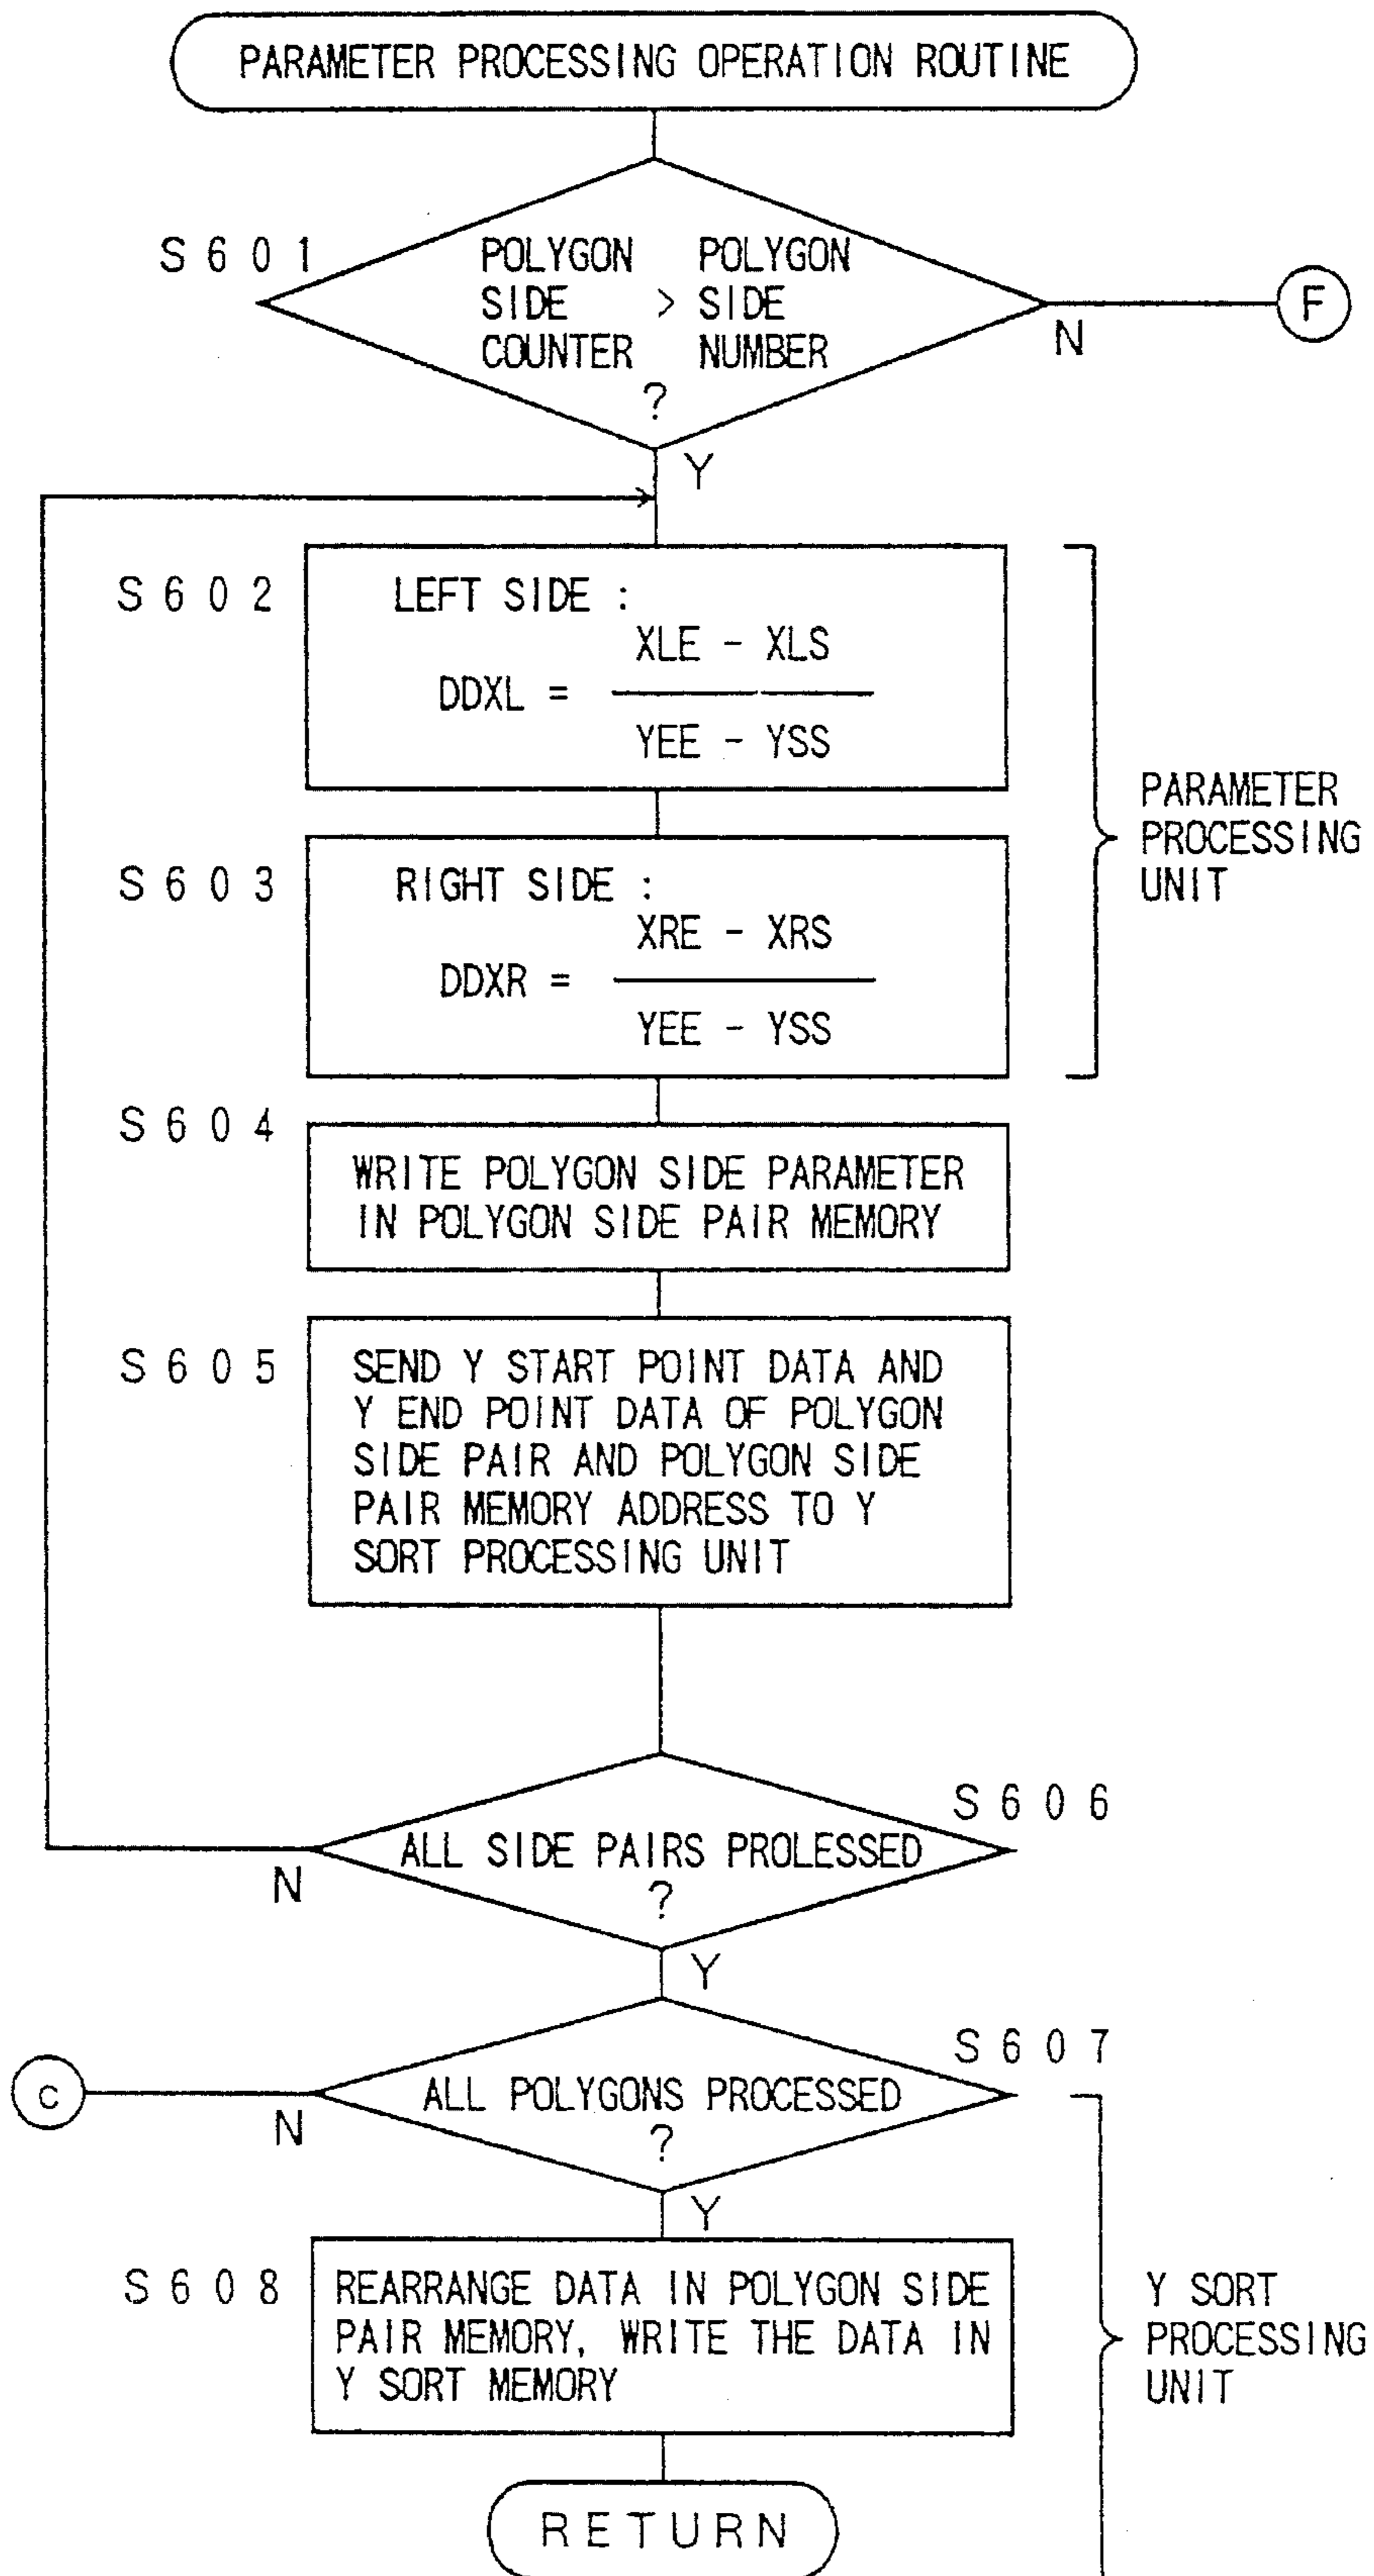 PARAMETER PROCESSING OPERATION ROUTINE
S601
POLYGON POLYGON
SIDE > SIDE
COUNTER NUMBER
?
N
F
Y
S602
LEFT SIDE :
XLE - XLS
DDXL =
YEE - YSS
S603
RIGHT SIDE :
XRE - XRS
DDXR =
YEE - YSS
PARAMETER
PROCESSING
UNIT
S604
WRITE POLYGON SIDE PARAMETER
IN POLYGON SIDE PAIR MEMORY
S605
SEND Y START POINT DATA AND
Y END POINT DATA OF POLYGON
SIDE PAIR AND POLYGON SIDE
PAIR MEMORY ADDRESS TO Y
SORT PROCESSING UNIT
S606
ALL SIDE PAIRS PROLESSED
?
N
Y
S607
C
ALL POLYGONS PROCESSED
?
N
Y
S608
REARRANGE DATA IN POLYGON SIDE
PAIR MEMORY, WRITE THE DATA IN
Y SORT MEMORY
Y SORT
PROCESSING
UNIT
RETURN